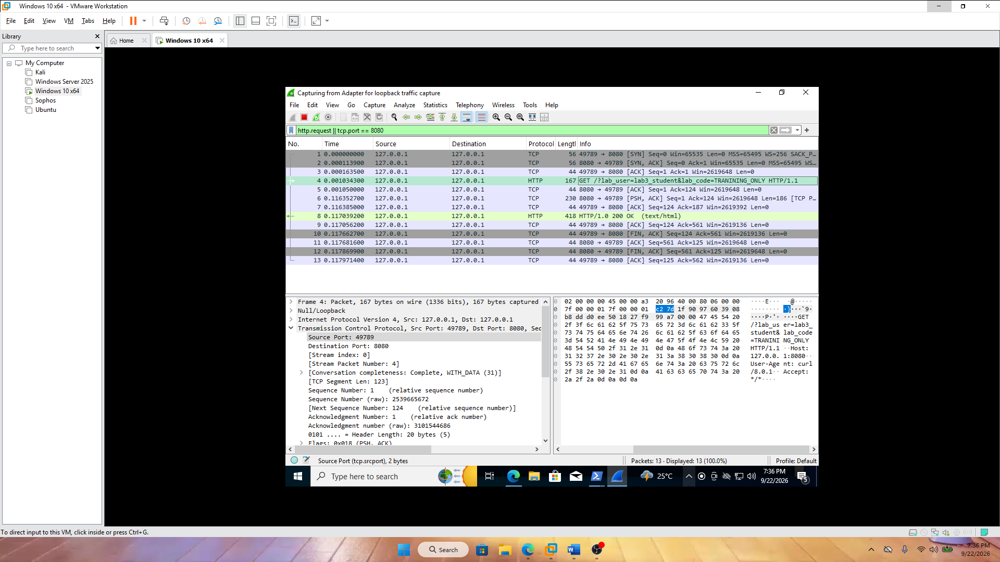 Windows 10 x64 - VMware Workstation
File Edit View VM Tabs Help
Library
Type here to search
My Computer
Kali
Windows Server 2025
Windows 10 x64
Sophos
Ubuntu
Home
Windows 10 x64
Capturing from Adapter for loopback traffic capture
File Edit View Go Capture Analyze Statistics Telephony Wireless Tools Help
http.request || tcp.port == 8080
No. Time Source Destination Protocol Lengtl Info
1 0.000000000 127.0.0.1 127.0.0.1 TCP 56 49789 → 8080 [SYN] Seq=0 Win=65535 Len=0 MSS=65495 WS=256 SACK_P...
2 0.000113900 127.0.0.1 127.0.0.1 TCP 56 8080 → 49789 [SYN, ACK] Seq=0 Ack=1 Win=65535 Len=0 MSS=65495 WS...
3 0.000163500 127.0.0.1 127.0.0.1 TCP 44 49789 → 8080 [ACK] Seq=1 Ack=1 Win=2619648 Len=0
4 0.001034300 127.0.0.1 127.0.0.1 HTTP 167 GET /?lab_user=lab3_student&lab_code=TRANINING_ONLY HTTP/1.1
5 0.001050000 127.0.0.1 127.0.0.1 TCP 44 8080 → 49789 [ACK] Seq=1 Ack=124 Win=2619648 Len=0
6 0.116352700 127.0.0.1 127.0.0.1 TCP 230 8080 → 49789 [PSH, ACK] Seq=1 Ack=124 Win=2619648 Len=186 [TCP P...
7 0.116385000 127.0.0.1 127.0.0.1 TCP 44 49789 → 8080 [ACK] Seq=124 Ack=187 Win=2619392 Len=0
8 0.117039200 127.0.0.1 127.0.0.1 HTTP 418 HTTP/1.0 200 OK (text/html)
9 0.117056200 127.0.0.1 127.0.0.1 TCP 44 49789 → 8080 [ACK] Seq=124 Ack=561 Win=2619136 Len=0
10 0.117662700 127.0.0.1 127.0.0.1 TCP 44 49789 → 8080 [FIN, ACK] Seq=124 Ack=561 Win=2619136 Len=0
11 0.117681600 127.0.0.1 127.0.0.1 TCP 44 8080 → 49789 [ACK] Seq=561 Ack=125 Win=2619648 Len=0
12 0.117869900 127.0.0.1 127.0.0.1 TCP 44 8080 → 49789 [FIN, ACK] Seq=561 Ack=125 Win=2619648 Len=0
13 0.117971400 127.0.0.1 127.0.0.1 TCP 44 49789 → 8080 [ACK] Seq=125 Ack=562 Win=2619136 Len=0
Frame 4: Packet, 167 bytes on wire (1336 bits), 167 bytes captured
Null/Loopback
Internet Protocol Version 4, Src: 127.0.0.1, Dst: 127.0.0.1
Transmission Control Protocol, Src Port: 49789, Dst Port: 8080, Seq
Source Port: 49789
Destination Port: 8080
[Stream index: 0]
[Stream Packet Number: 4]
[Conversation completeness: Complete, WITH_DATA (31)]
[TCP Segment Len: 123]
Sequence Number: 1 (relative sequence number)
Sequence Number (raw): 2539665672
[Next Sequence Number: 124 (relative sequence number)]
Acknowledgment Number: 1 (relative ack number)
Acknowledgment number (raw): 3101544686
0101 .... = Header Length: 20 bytes (5)
Flags: 0x018 (PSH, ACK)
0 02 00 00 00 45 00 00 a3 20 96 40 00 80 06 00 00 ····E··· ·@·····
0 7f 00 00 01 7f 00 00 01 c2 7d 1f 90 97 60 39 08 ········ ·}···`9·
0 b8 dd d0 ee 50 18 27 f9 99 a7 00 00 47 45 54 20 ····P·'· ····GET
0 2f 3f 6c 61 62 5f 75 73 65 72 3d 6c 61 62 33 5f /?lab_us er=lab3_
0 73 74 75 64 65 6e 74 26 6c 61 62 5f 63 6f 64 65 student& lab_code
0 3d 54 52 41 4e 49 4e 49 4e 47 5f 4f 4e 4c 59 20 =TRANINI NG_ONLY
0 48 54 54 50 2f 31 2e 31 0d 0a 48 6f 73 74 3a 20 HTTP/1.1 ··Host:
0 31 32 37 2e 30 2e 30 2e 31 3a 38 30 38 30 0d 0a 127.0.0. 1:8080··
0 55 73 65 72 2d 41 67 65 6e 74 3a 20 63 75 72 6c User-Age nt: curl
0 2f 38 2e 30 2e 31 0d 0a 41 63 63 65 70 74 3a 20 /8.0.1·· Accept:
0 2a 2f 2a 0d 0a 0d 0a */*····
Source Port (tcp.srcport), 2 bytes
Packets: 13 · Displayed: 13 (100.0%)
Profile: Default
Type here to search
25°C
7:36 PM
9/22/2026
5
To direct input to this VM, click inside or press Ctrl+G.
Search
7:36 PM
9/22/2026